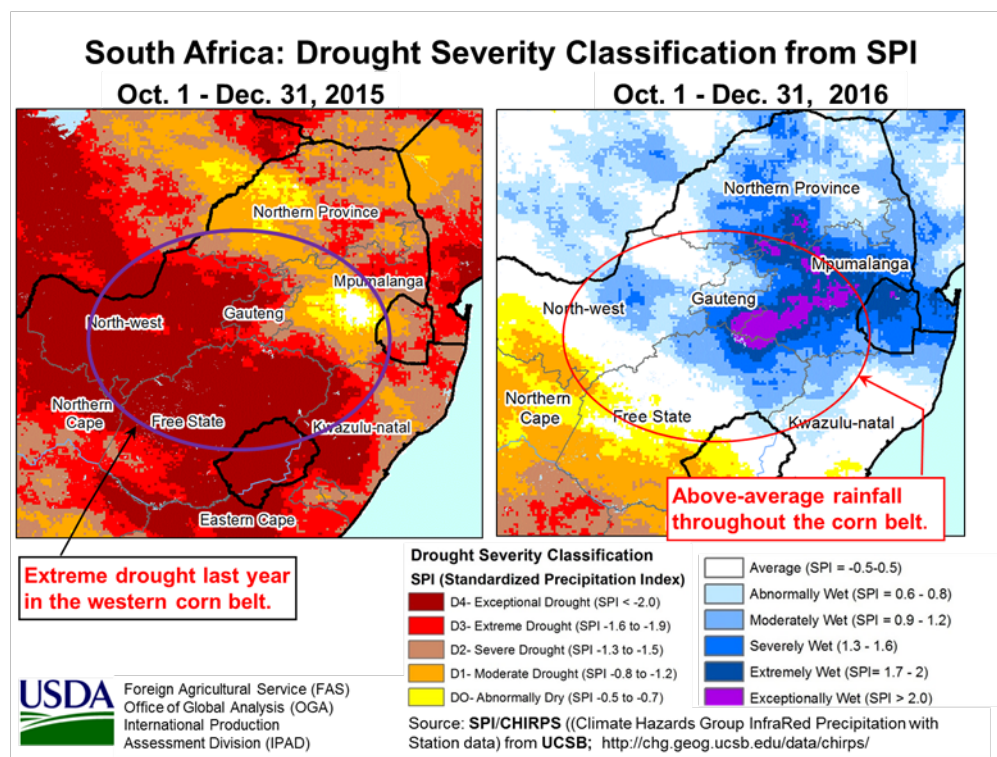 South Africa: Drought Severity Classification from SPI
Oct. 1 - Dec. 31, 2015
Oct. 1 - Dec. 31, 2016
Northern Province
Mpumalanga
Gauteng
North-west
Northern
Cape
Free State
Kwazulu-natal
Eastern Cape
Northern Province
Mpumalanga
Gauteng
North-west
Northern
Cape
Free State
Kwazulu-natal
Extreme drought last year
in the western corn belt.
Above-average rainfall
throughout the corn belt.
Drought Severity Classification
SPI (Standardized Precipitation Index)
D4- Exceptional Drought (SPI < -2.0)
D3- Extreme Drought (SPI -1.6 to -1.9)
D2- Severe Drought (SPI -1.3 to -1.5)
D1- Moderate Drought (SPI -0.8 to -1.2)
DO- Abnormally Dry (SPI -0.5 to -0.7)
Average (SPI = -0.5-0.5)
Abnormally Wet (SPI = 0.6 - 0.8)
Moderately Wet (SPI = 0.9 - 1.2)
Severely Wet (1.3 - 1.6)
Extremely Wet (SPI= 1.7 - 2)
Exceptionally Wet (SPI > 2.0)
USDA
Foreign Agricultural Service (FAS)
Office of Global Analysis (OGA)
International Production
Assessment Division (IPAD)
Source: SPI/CHIRPS ((Climate Hazards Group InfraRed Precipitation with
Station data) from UCSB; http://chg.geog.ucsb.edu/data/chirps/